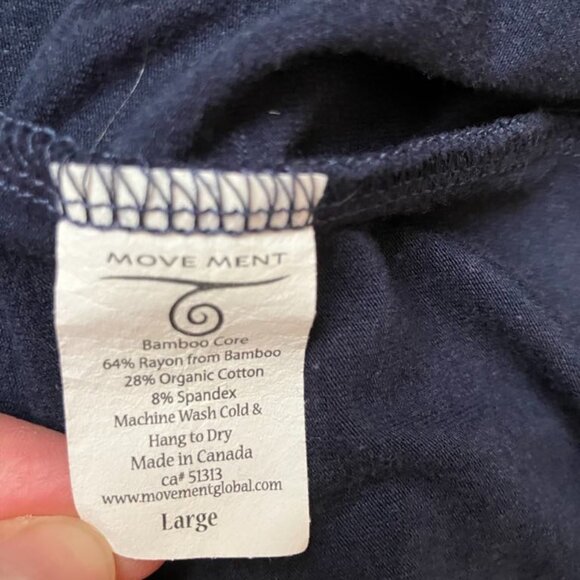 MOVE MENT
Bamboo Core
64% Rayon from Bamboo
28% Organic Cotton
8% Spandex
Machine Wash Cold &
Hang to Dry
Made in Canada
ca# 51313
www.movementglobal.com
Large